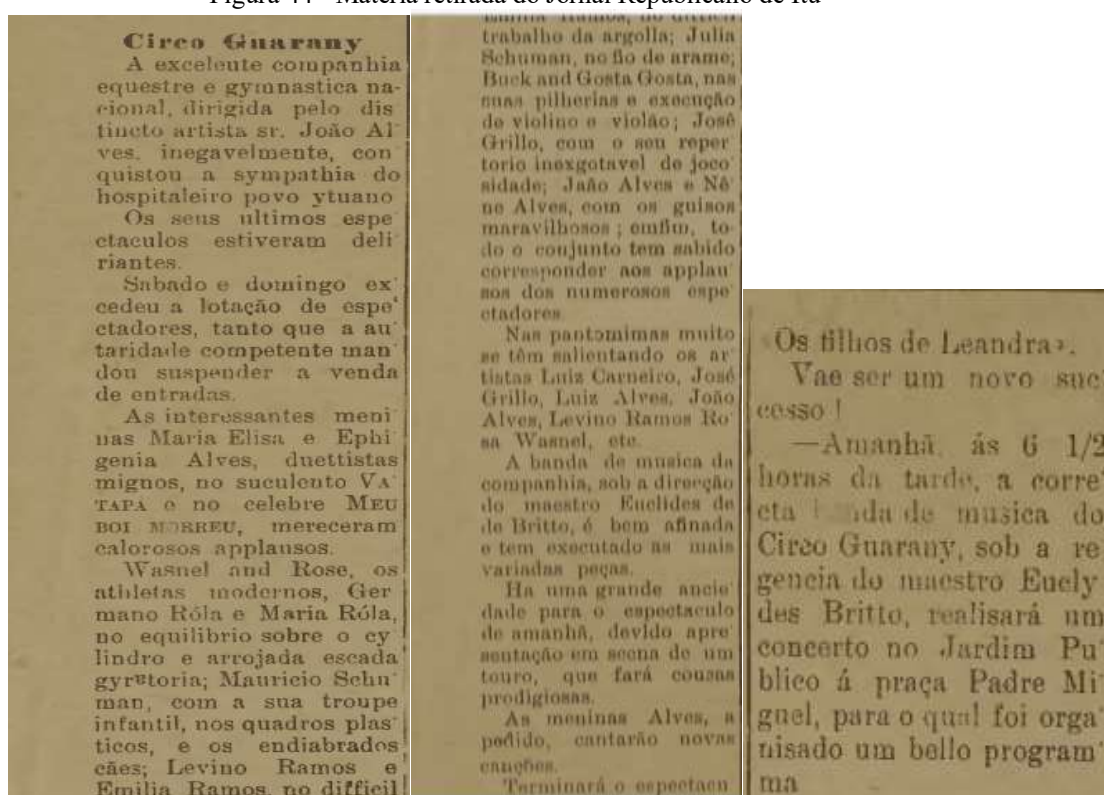 Figura 44 - Matéria retirada do Jornal Republicano de Itu
Circo Guarany
A excellente companhia
equestre e gymnastica na-
cional, dirigida pelo dis
tincto artista sr. João Al
ves, inegavelmente, con
quistou a sympathia do
hospitaleiro povo ytuano
Os seus ultimos espe
ctaculos estiveram deli
riantes.
Sabado e domingo ex
cedeu a lotação de espe
ctadores, tanto que a au
taridade competente man
dou suspender a venda
de entradas.
As interessantes meni
nas Maria Elisa e Ephi
genia Alves, duettistas
mignos, no suculento VA
TAPA e no celebre MEU
BOI MORREU, mereceram
calorosos applausos.
Wasnel and Rose, os
athletas modernos, Ger
mano Róla e Maria Róla,
no equilibrio sobre o cy
lindro e arrojada escada
gyratoria; Mauricio Schu
man, com a sua troupe
infantil, nos quadros plas
ticos, e os endiabrados
cães; Levino Ramos e
Emilia Ramos, no difficil
Emilia Ramos, no difficil
trabalho da argolla; Julia
Schuman, no fio de arame;
Buck and Gosta Gosta, nas
suas pilherias e execução
de violino e violão; José
Grillo, com o seu reper
torio inexgotavel de joco
sidade; Jaão Alves e Nê
ne Alves, com os guisos
maravilhosos; emfim, to-
do o conjunto tem sabido
corresponder aos applau
sos dos numerosos espe
ctadores.
Nas pantomimas muito
se têm salientando os ar
tistas Luiz Carneiro, José
Grillo, Luiz Alves, João
Alves, Levino Ramos Ro
sa Wasnel, etc.
A banda de musica da
companhia, sob a direcção
do maestro Euclides de
de Britto, é bem afinada
e tem executado as mais
variadas peças.
Ha uma grande ancie
dade para o espectaculo
de amanhã, devido apre
sentação em scena de um
touro, que fará cousas
prodigiosas.
As meninas Alves, a
pedido, cantarão novas
canções.
Terminará o espectacu
Os filhos de Leandra».
Vae ser um novo suc
cesso!
—Amanhã ás 6 1/2
horas da tarde, a corre
cta banda de musica do
Circo Guarany, sob a re
gencia do maestro Eucly
des Britto, realisará um
concerto no Jardim Pu
blico á praça Padre Mi
guel, para o qual foi orga
nisado um bello program
ma